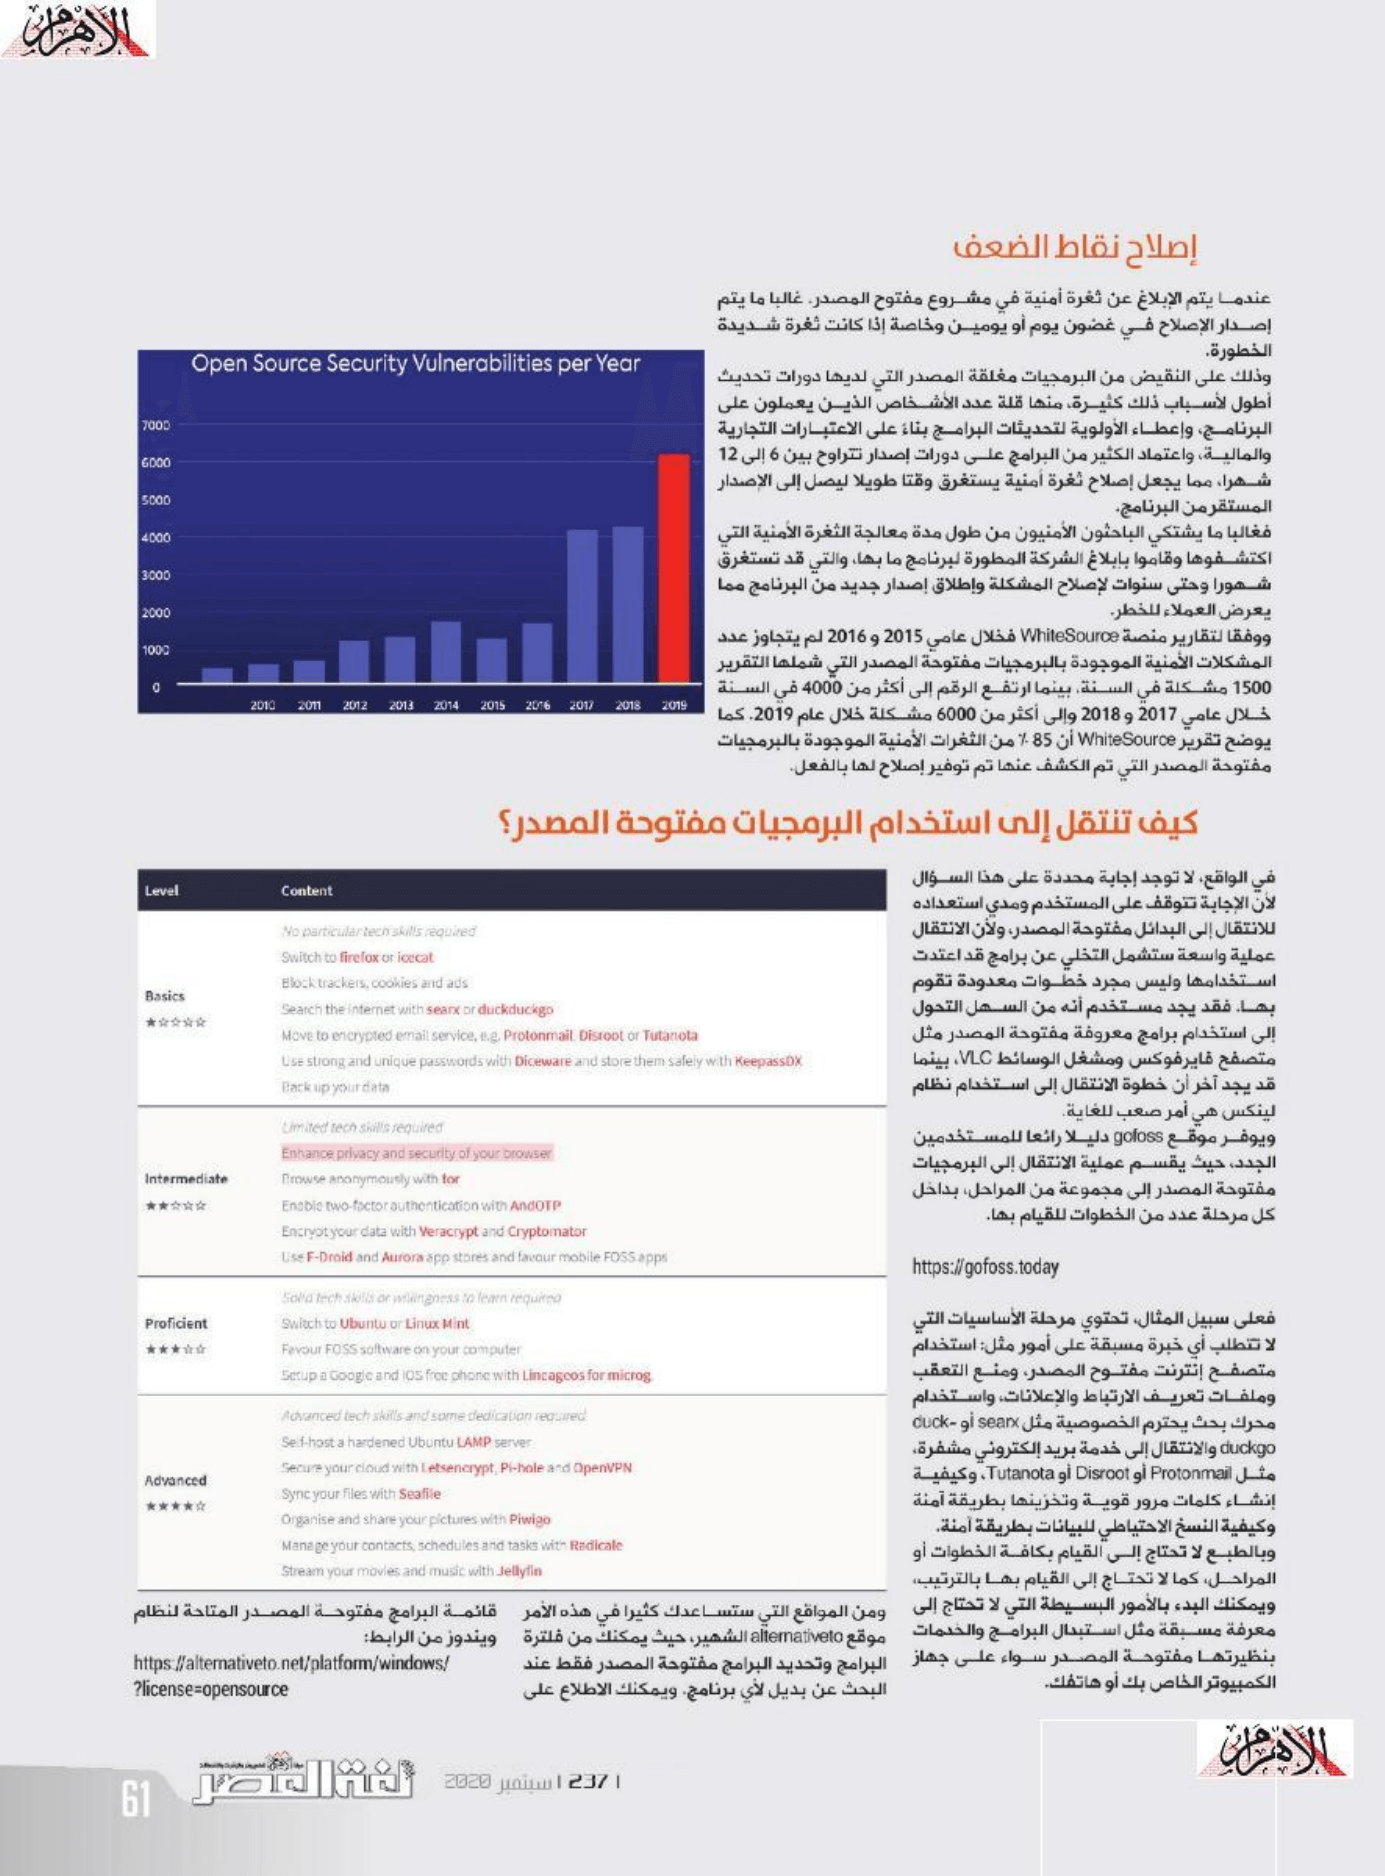 الأهرام
إصلاح نقاط الضعف
عندما يتم الإبلاغ عن ثغرة أمنية في مشروع مفتوح المصدر. غالبا ما يتم
إصدار الإصلاح في غضون يوم أو يومين وخاصة إذا كانت ثغرة شديدة
الخطورة.
وذلك على النقيض من البرمجيات مغلقة المصدر التي لديها دورات تحديث
أطول لأسباب ذلك كثيرة، منها قلة عدد الأشخاص الذين يعملون على
البرنامج، وإعطاء الأولوية لتحديثات البرامج بناءً على الاعتبارات التجارية
والمالية، واعتماد الكثير من البرامج على دورات إصدار تتراوح بين 6 إلى 12
شهرا، مما يجعل إصلاح ثغرة أمنية يستغرق وقتا طويلا ليصل إلى الإصدار
المستقر من البرنامج.
فغالبا ما يشتكي الباحثون الأمنيون من طول مدة معالجة الثغرة الأمنية التي
اكتشفوها وقاموا بإبلاغ الشركة المطورة لبرنامج ما بها، والتي قد تستغرق
شهورا وحتى سنوات لإصلاح المشكلة وإطلاق إصدار جديد من البرنامج مما
يعرض العملاء للخطر.
ووفقا لتقارير منصة WhiteSource فخلال عامي 2015 و 2016 لم يتجاوز عدد
المشكلات الأمنية الموجودة بالبرمجيات مفتوحة المصدر التي شملها التقرير
1500 مشكلة في السنة، بينما ارتفع الرقم إلى أكثر من 4000 في السنة
خلال عامي 2017 و 2018 وإلى أكثر من 6000 مشكلة خلال عام 2019. كما
يوضح تقرير WhiteSource أن 85 ٪ من الثغرات الأمنية الموجودة بالبرمجيات
مفتوحة المصدر التي تم الكشف عنها تم توفير إصلاح لها بالفعل.
Open Source Security Vulnerabilities per Year
7000
6000
5000
4000
3000
2000
1000
0
2010 2011 2012 2013 2014 2015 2016 2017 2018 2019
كيف تنتقل إلى استخدام البرمجيات مفتوحة المصدر؟
في الواقع، لا توجد إجابة محددة على هذا السؤال
لأن الإجابة تتوقف على المستخدم ومدي استعداده
للانتقال إلى البدائل مفتوحة المصدر، ولأن الانتقال
عملية واسعة ستشمل التخلي عن برامج قد اعتدت
استخدامها وليس مجرد خطوات معدودة تقوم
بها. فقد يجد مستخدم أنه من السهل التحول
إلى استخدام برامج معروفة مفتوحة المصدر مثل
متصفح فايرفوكس ومشغل الوسائط VLC، بينما
قد يجد آخر أن خطوة الانتقال إلى استخدام نظام
لينكس هي أمر صعب للغاية.
ويوفر موقع gofoss دليلا رائعا للمستخدمين
الجدد، حيث يقسم عملية الانتقال إلى البرمجيات
مفتوحة المصدر إلى مجموعة من المراحل، بداخل
كل مرحلة عدد من الخطوات للقيام بها.
https://gofoss.today
فعلى سبيل المثال، تحتوي مرحلة الأساسيات التي
لا تتطلب أي خبرة مسبقة على أمور مثل: استخدام
متصفح إنترنت مفتوح المصدر، ومنع التعقب
وملفات تعريف الارتباط والإعلانات، واستخدام
محرك بحث يحترم الخصوصية مثل searx أو duck-
duckgo والانتقال إلى خدمة بريد إلكتروني مشفرة،
مثل Protonmail أو Disroot أو Tutanota، وكيفية
إنشاء كلمات مرور قوية وتخزينها بطريقة آمنة
وكيفية النسخ الاحتياطي للبيانات بطريقة آمنة.
وبالطبع لا تحتاج إلى القيام بكافة الخطوات أو
المراحل، كما لا تحتاج إلى القيام بها بالترتيب،
ويمكنك البدء بالأمور البسيطة التي لا تحتاج إلى
معرفة مسبقة مثل استبدال البرامج والخدمات
بنظيرتها مفتوحة المصدر سواء على جهاز
الكمبيوتر الخاص بك أو هاتفك.
Level Content
Basics
★☆☆☆☆
No particular tech skills required
Switch to firefox or icecat
Block trackers, cookies and ads
Search the internet with searx or duckduckgo
Move to encrypted email service, e.g. Protonmail, Disroot or Tutanota
Use strong and unique passwords with Diceware and store them safely with KeepassDX
Back up your data
Intermediate
★★☆☆☆
Limited tech skills required
Enhance privacy and security of your browser
Browse anonymously with tor
Enable two-factor authentication with AndOTP
Encrypt your data with Veracrypt and Cryptomator
Use F-Droid and Aurora app stores and favour mobile FOSS apps
Proficient
★★★☆☆
Solid tech skills or willingness to learn required
Switch to Ubuntu or Linux Mint
Favour FOSS software on your computer
Setup a Google and iOS free phone with Lineageos for microg
Advanced
★★★★☆
Advanced tech skills and some dedication required
Self-host a hardened Ubuntu LAMP server
Secure your cloud with Letsencrypt, Pi-hole and OpenVPN
Sync your files with Seafile
Organise and share your pictures with Piwigo
Manage your contacts, schedules and tasks with Radicale
Stream your movies and music with Jellyfin
ومن المواقع التي ستساعدك كثيرا في هذه الأمر
موقع alternativeto الشهير، حيث يمكنك من فلترة
البرامج وتحديد البرامج مفتوحة المصدر فقط عند
البحث عن بديل لأي برنامج. ويمكنك الاطلاع على
قائمة البرامج مفتوحة المصدر المتاحة لنظام
ويندوز من الرابط:
https://alternativeto.net/platform/windows/
?license=opensource
الأهرام
61
لغة العصر
| 237 | سبتمبر 2020